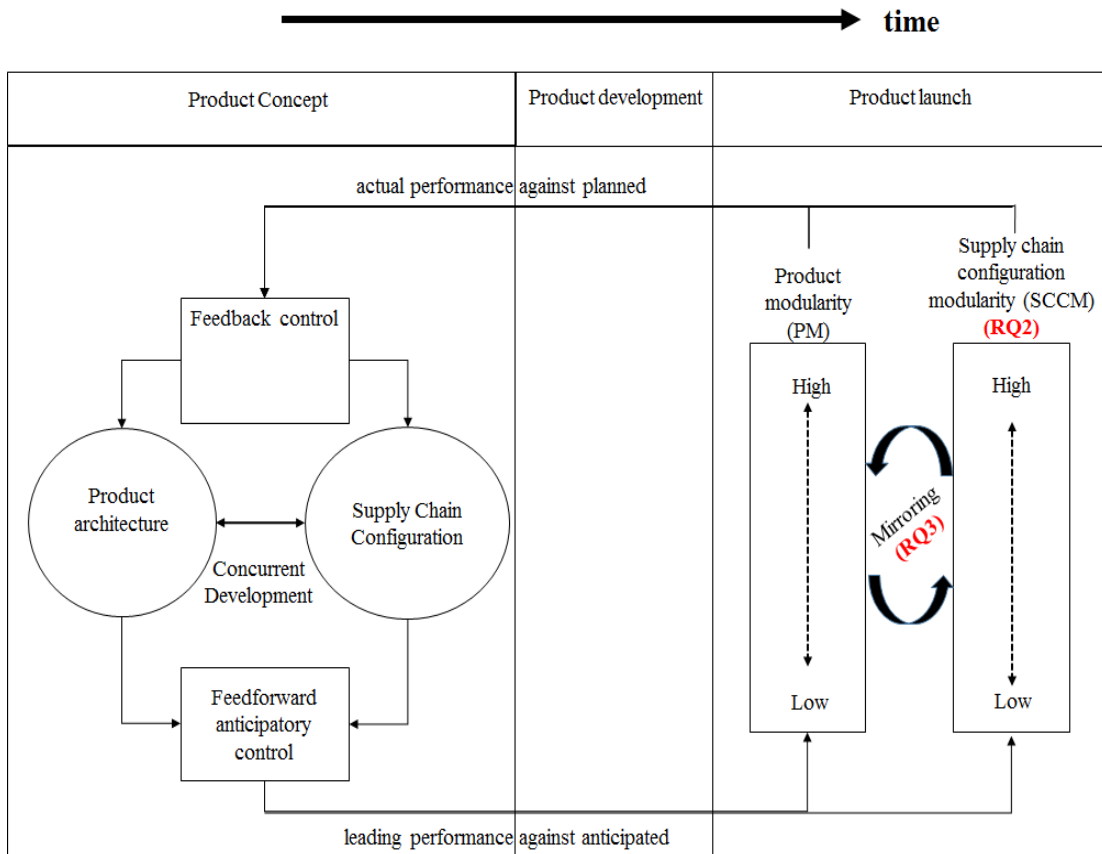 time
Product Concept
Product development
Product launch
actual performance against planned
Feedback control
Product
architecture
Supply Chain
Configuration
Concurrent
Development
Feedforward
anticipatory
control
leading performance against anticipated
Product
modularity
(PM)
High
Low
Mirroring
(RQ3)
Supply chain
configuration
modularity (SCCM)
(RQ2)
High
Low